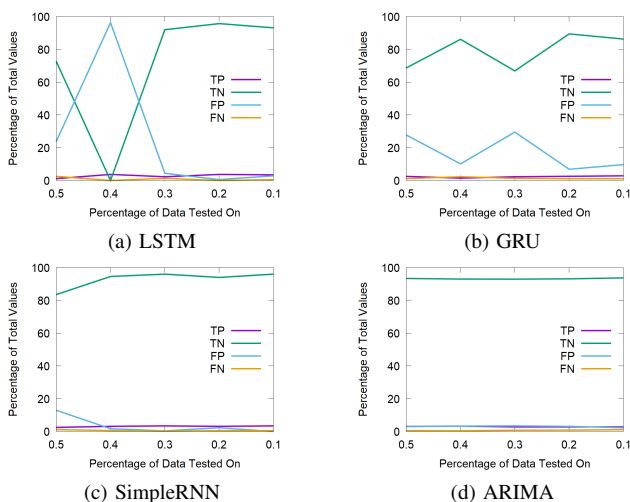 100
80
60
40
20
0
Percentage of Total Values
TP
TN
FP
FN
0.5 0.4 0.3 0.2 0.1
Percentage of Data Tested On
(a) LSTM
100
80
60
40
20
0
Percentage of Total Values
TP
TN
FP
FN
0.5 0.4 0.3 0.2 0.1
Percentage of Data Tested On
(b) GRU
100
80
60
40
20
0
Percentage of Total Values
TP
TN
FP
FN
0.5 0.4 0.3 0.2 0.1
Percentage of Data Tested On
(c) SimpleRNN
100
80
60
40
20
0
Percentage of Total Values
TP
TN
FP
FN
0.5 0.4 0.3 0.2 0.1
Percentage of Data Tested On
(d) ARIMA